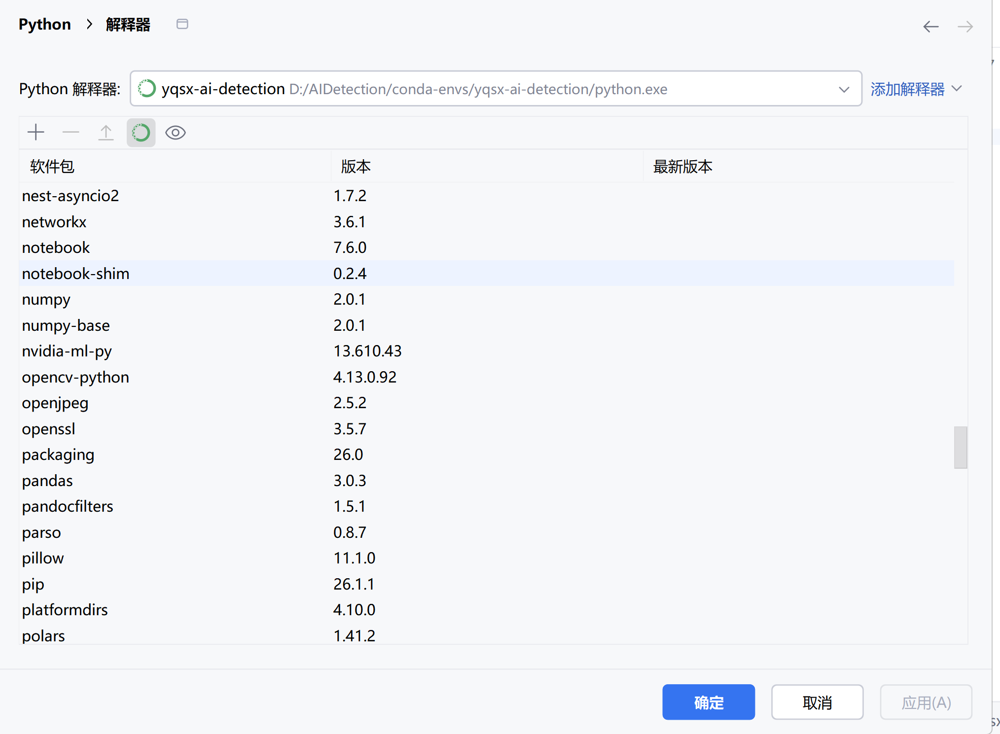 Python > 解释器
Python 解释器: yqsx-ai-detection D:/AIDetection/conda-envs/yqsx-ai-detection/python.exe 添加解释器
软件包 版本 最新版本
nest-asyncio2 1.7.2
networkx 3.6.1
notebook 7.6.0
notebook-shim 0.2.4
numpy 2.0.1
numpy-base 2.0.1
nvidia-ml-py 13.610.43
opencv-python 4.13.0.92
openjpeg 2.5.2
openssl 3.5.7
packaging 26.0
pandas 3.0.3
pandocfilters 1.5.1
parso 0.8.7
pillow 11.1.0
pip 26.1.1
platformdirs 4.10.0
polars 1.41.2
确定 取消 应用(A)